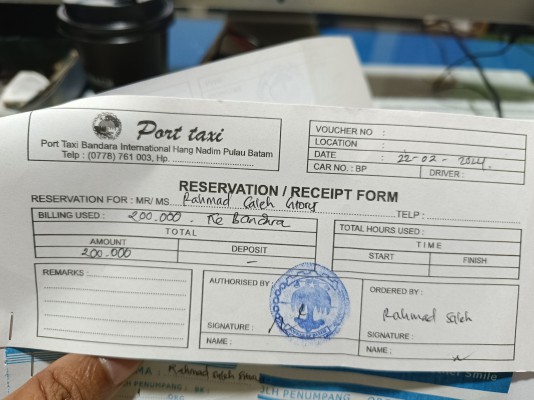 Port taxi
Port Taxi Bandara International Hang Nadim Pulau Batam
Telp : (0778) 761 003, Hp.
VOUCHER NO :
LOCATION :
DATE : 22-02-2024.
CAR NO. : BP DRIVER :
RESERVATION / RECEIPT FORM
RESERVATION FOR : MR/ MS. Rahmad Saleh TELP :
BILLING USED : 200.000. Ke Bandra
TOTAL
AMOUNT DEPOSIT
200.000 -
TOTAL HOURS USED :
TIME
START FINISH
REMARKS :
AUTHORISED BY :
SIGNATURE :
NAME :
ORDERED BY :
Rahmad Saleh
SIGNATURE :
NAME :
Smile
Rahmad Saleh
JLH PENUMPANG